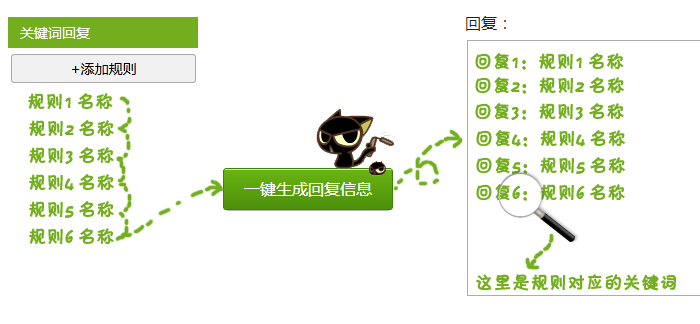 关键词回复
+添加规则
规则1 名称
规则2 名称
规则3 名称
规则4 名称
规则5 名称
规则6 名称
一键生成回复信息
回复：
回复1：规则1 名称
回复2：规则2 名称
回复3：规则3 名称
回复4：规则4 名称
回复5：规则5 名称
回复6：规则6 名称
这里是规则对应的关键词